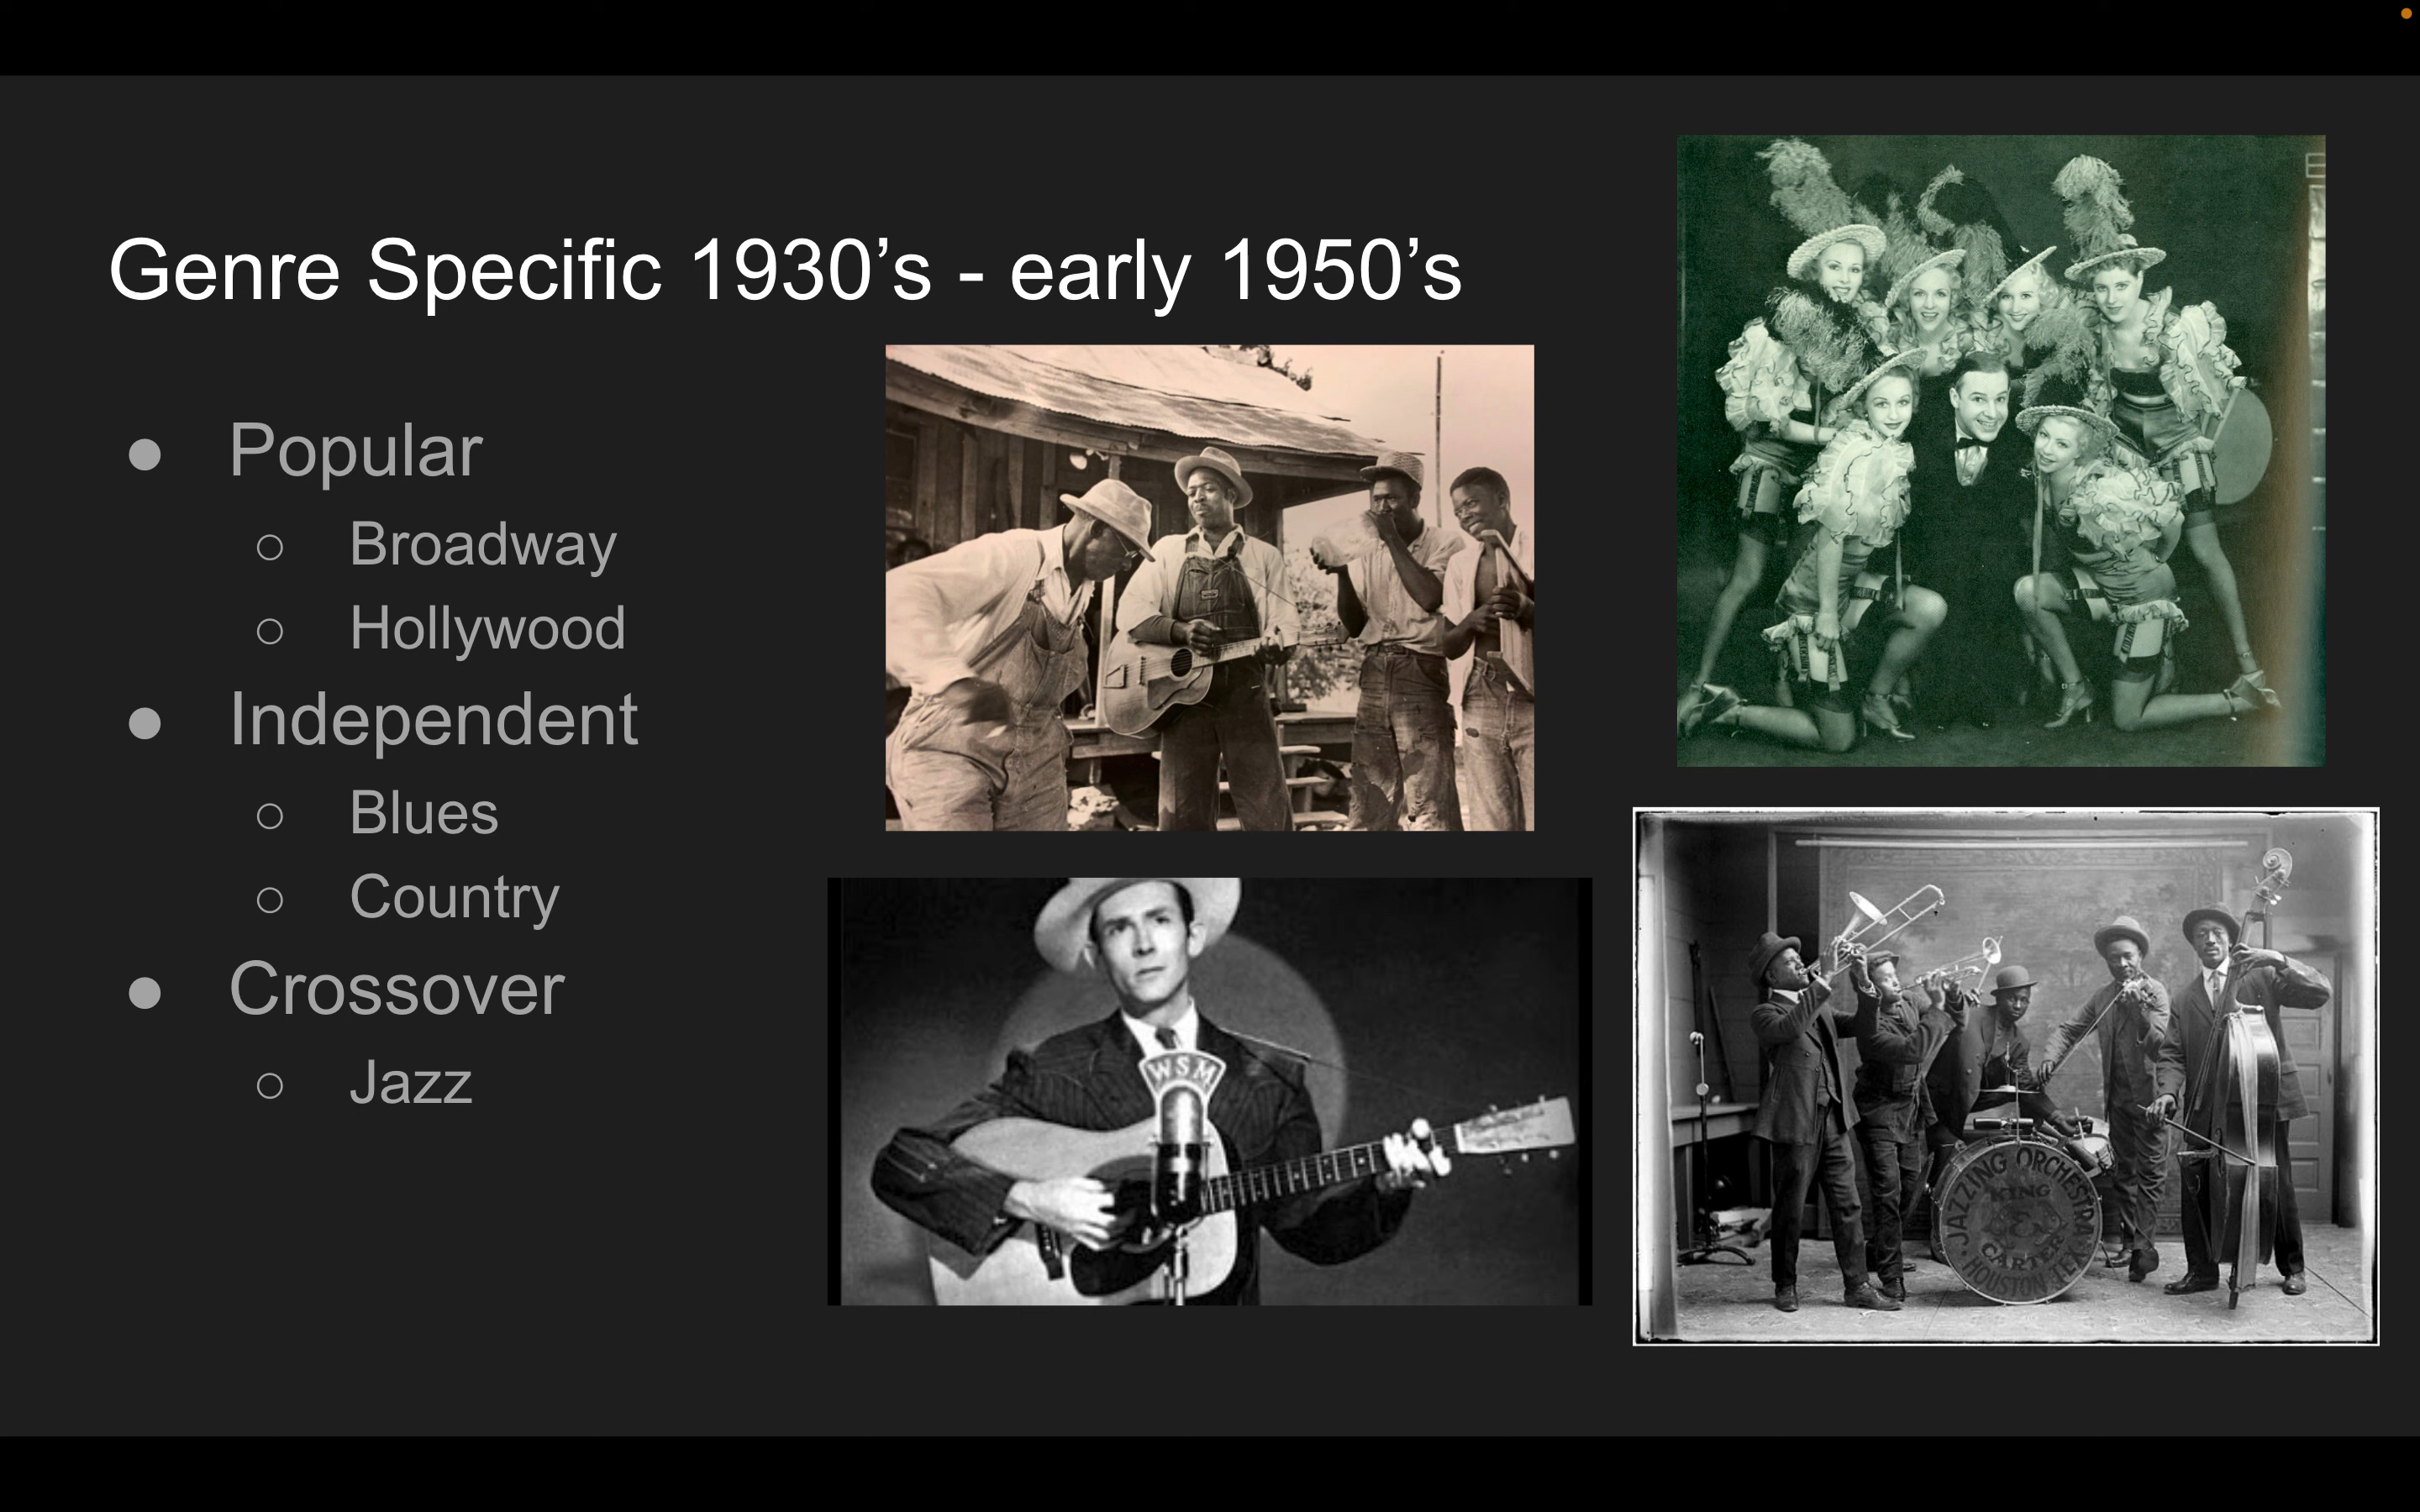 Genre Specific 1930’s - early 1950’s
● Popular
○ Broadway
○ Hollywood
● Independent
○ Blues
○ Country
● Crossover
○ Jazz
WSM
JAZZING ORCHESTRA
KING
&
CARTER
HOUSTON TEX